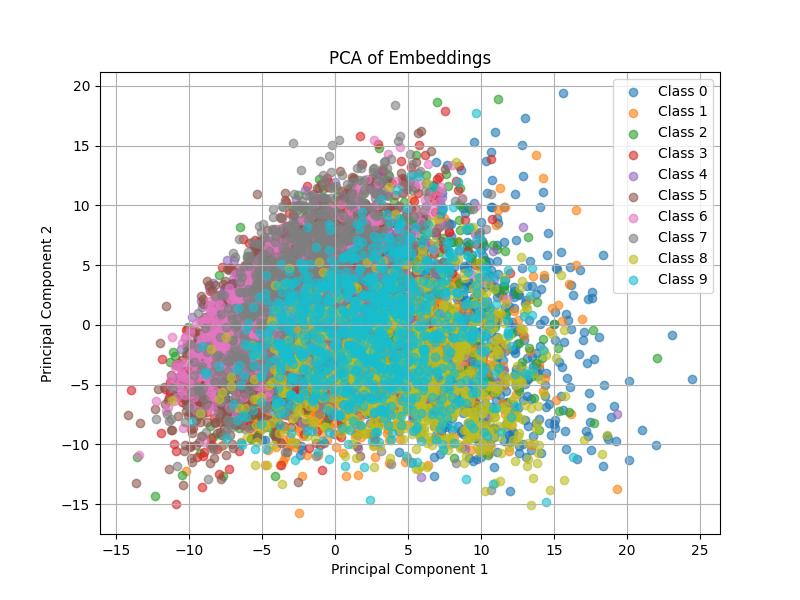 PCA of Embeddings
Class 0
Class 1
Class 2
Class 3
Class 4
Class 5
Class 6
Class 7
Class 8
Class 9
20
15
10
5
0
−5
−10
−15
Principal Component 2
−15 −10 −5 0 5 10 15 20 25
Principal Component 1